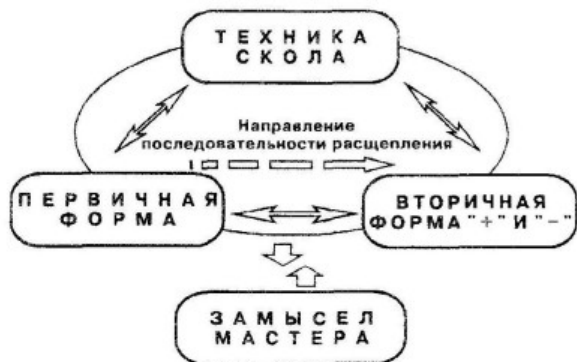 ТЕХНИКА
СКОЛА
Направление
последовательности расщепления
ПЕРВИЧНАЯ
ФОРМА
ВТОРИЧНАЯ
ФОРМА "+" И "−"
ЗАМЫСЕЛ
МАСТЕРА